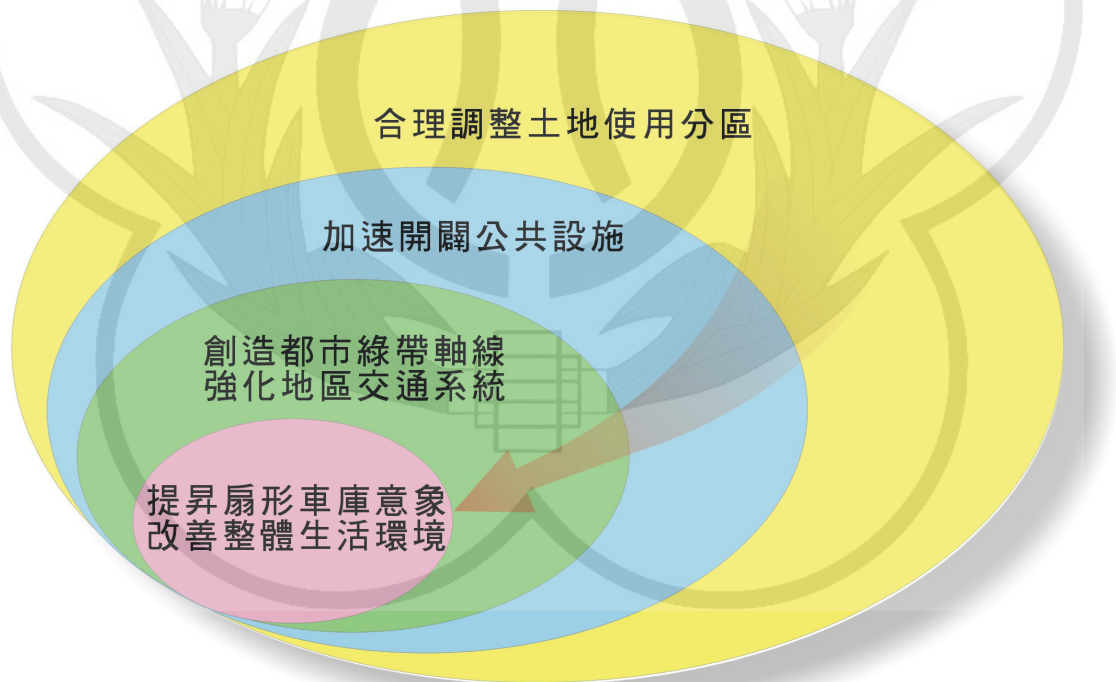 合理調整土地使用分區
加速開闢公共設施
創造都市綠帶軸線
強化地區交通系統
提昇扇形車庫意象
改善整體生活環境